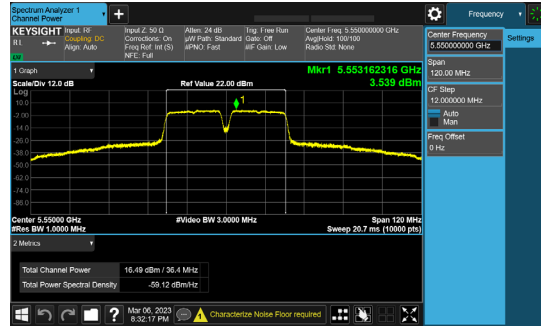 Spectrum Analyzer 1
Channel Power
+
Frequency
KEYSIGHT
Input: RF
Coupling: DC
Align: Auto
Input Z: 50 Ω
Corrections: On
Freq Ref: Int (S)
NFE: Full
Atten: 24 dB
µW Path: Standard
#PNO: Fast
Trig: Free Run
Gate: Off
#IF Gain: Low
Center Freq: 5.550000000 GHz
Avg|Hold: 100/100
Radio Std: None
Center Frequency
5.550000000 GHz
Settings
Span
120.00 MHz
CF Step
12.000000 MHz
Auto
Man
Freq Offset
0 Hz
1 Graph
Mkr1 5.553162316 GHz
3.539 dBm
Scale/Div 12.0 dB
Ref Value 22.00 dBm
Log
10.0
-2.00
-14.0
-26.0
-38.0
-50.0
-62.0
-74.0
-86.0
1
Center 5.55000 GHz
#Video BW 3.0000 MHz
Span 120 MHz
#Res BW 1.0000 MHz
Sweep 20.7 ms (10000 pts)
2 Metrics
Total Channel Power
16.49 dBm / 36.4 MHz
Total Power Spectral Density
-59.12 dBm/Hz
?
Mar 06, 2023
8:32:17 PM
Characterize Noise Floor required